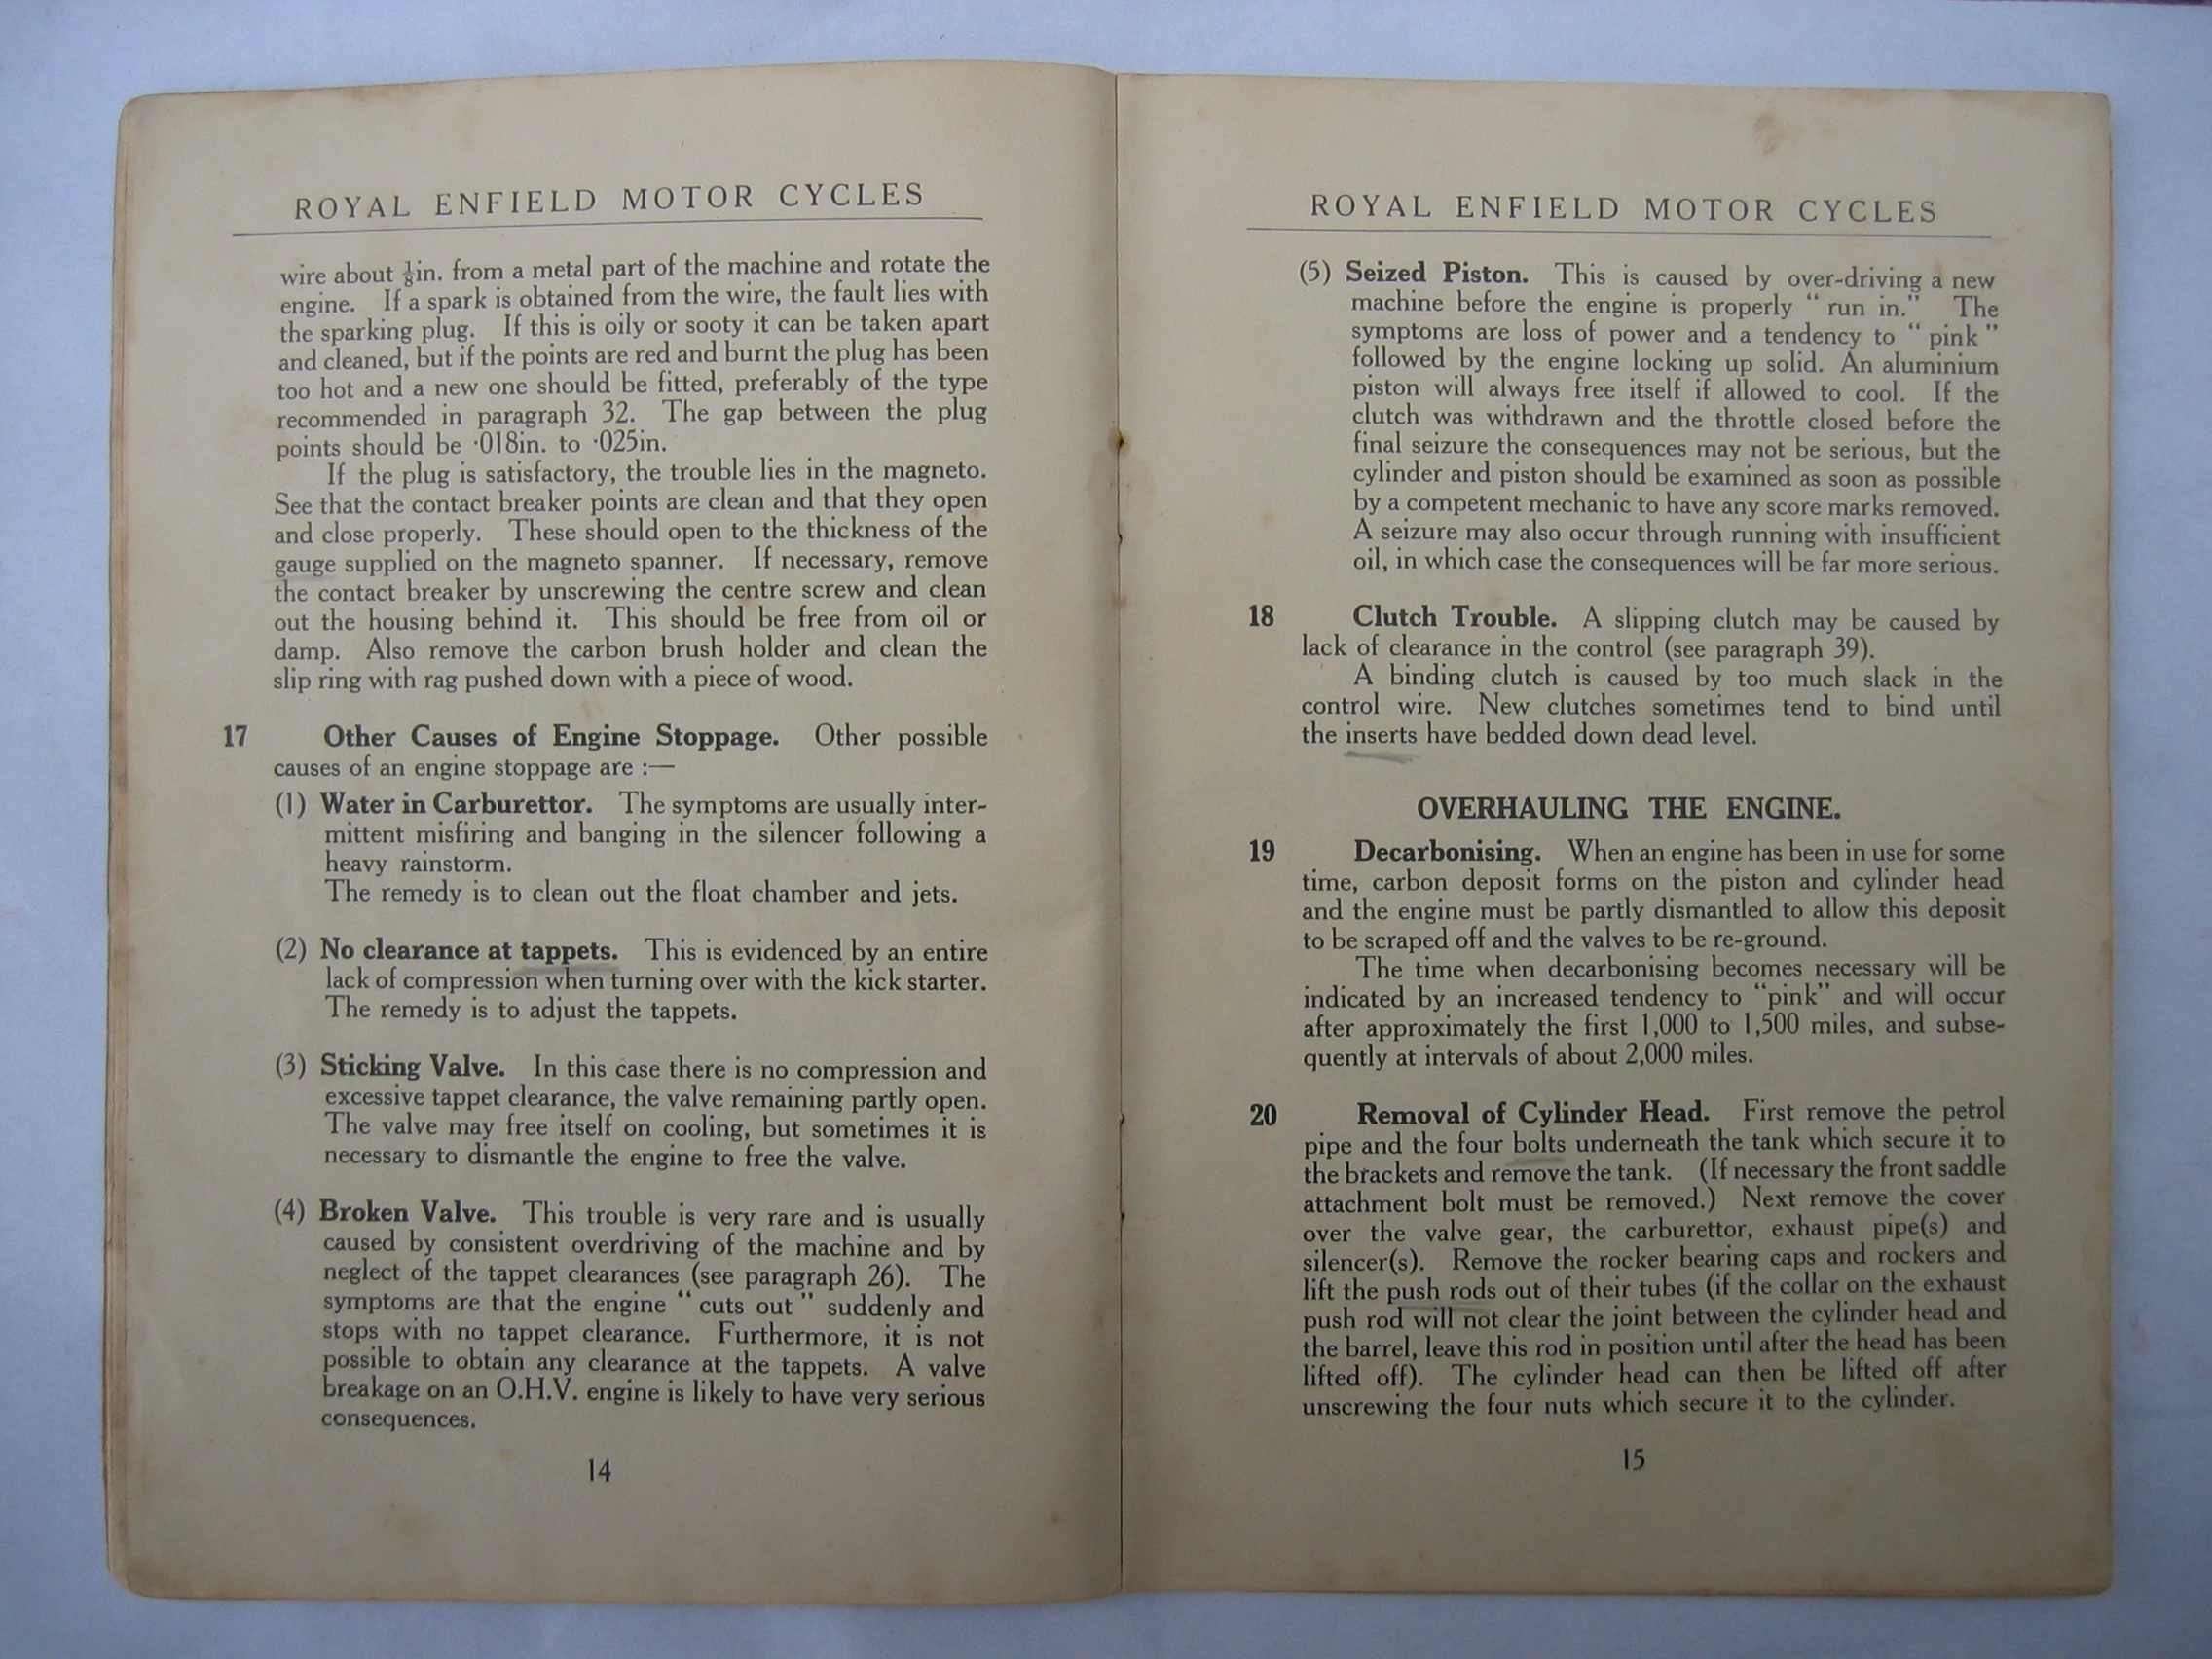 ROYAL ENFIELD MOTOR CYCLES
wire about ⅛in. from a metal part of the machine and rotate the
engine. If a spark is obtained from the wire, the fault lies with
the sparking plug. If this is oily or sooty it can be taken apart
and cleaned, but if the points are red and burnt the plug has been
too hot and a new one should be fitted, preferably of the type
recommended in paragraph 32. The gap between the plug
points should be ·018in. to ·025in.
If the plug is satisfactory, the trouble lies in the magneto.
See that the contact breaker points are clean and that they open
and close properly. These should open to the thickness of the
gauge supplied on the magneto spanner. If necessary, remove
the contact breaker by unscrewing the centre screw and clean
out the housing behind it. This should be free from oil or
damp. Also remove the carbon brush holder and clean the
slip ring with rag pushed down with a piece of wood.
17 Other Causes of Engine Stoppage. Other possible
causes of an engine stoppage are :—
(1) Water in Carburettor. The symptoms are usually inter-
mittent misfiring and banging in the silencer following a
heavy rainstorm.
The remedy is to clean out the float chamber and jets.
(2) No clearance at tappets. This is evidenced by an entire
lack of compression when turning over with the kick starter.
The remedy is to adjust the tappets.
(3) Sticking Valve. In this case there is no compression and
excessive tappet clearance, the valve remaining partly open.
The valve may free itself on cooling, but sometimes it is
necessary to dismantle the engine to free the valve.
(4) Broken Valve. This trouble is very rare and is usually
caused by consistent overdriving of the machine and by
neglect of the tappet clearances (see paragraph 26). The
symptoms are that the engine “cuts out” suddenly and
stops with no tappet clearance. Furthermore, it is not
possible to obtain any clearance at the tappets. A valve
breakage on an O.H.V. engine is likely to have very serious
consequences.
14
ROYAL ENFIELD MOTOR CYCLES
(5) Seized Piston. This is caused by over-driving a new
machine before the engine is properly “run in.” The
symptoms are loss of power and a tendency to “pink”
followed by the engine locking up solid. An aluminium
piston will always free itself if allowed to cool. If the
clutch was withdrawn and the throttle closed before the
final seizure the consequences may not be serious, but the
cylinder and piston should be examined as soon as possible
by a competent mechanic to have any score marks removed.
A seizure may also occur through running with insufficient
oil, in which case the consequences will be far more serious.
18 Clutch Trouble. A slipping clutch may be caused by
lack of clearance in the control (see paragraph 39).
A binding clutch is caused by too much slack in the
control wire. New clutches sometimes tend to bind until
the inserts have bedded down dead level.
OVERHAULING THE ENGINE.
19 Decarbonising. When an engine has been in use for some
time, carbon deposit forms on the piston and cylinder head
and the engine must be partly dismantled to allow this deposit
to be scraped off and the valves to be re-ground.
The time when decarbonising becomes necessary will be
indicated by an increased tendency to “pink” and will occur
after approximately the first 1,000 to 1,500 miles, and subse-
quently at intervals of about 2,000 miles.
20 Removal of Cylinder Head. First remove the petrol
pipe and the four bolts underneath the tank which secure it to
the brackets and remove the tank. (If necessary the front saddle
attachment bolt must be removed.) Next remove the cover
over the valve gear, the carburettor, exhaust pipe(s) and
silencer(s). Remove the rocker bearing caps and rockers and
lift the push rods out of their tubes (if the collar on the exhaust
push rod will not clear the joint between the cylinder head and
the barrel, leave this rod in position until after the head has been
lifted off). The cylinder head can then be lifted off after
unscrewing the four nuts which secure it to the cylinder.
15